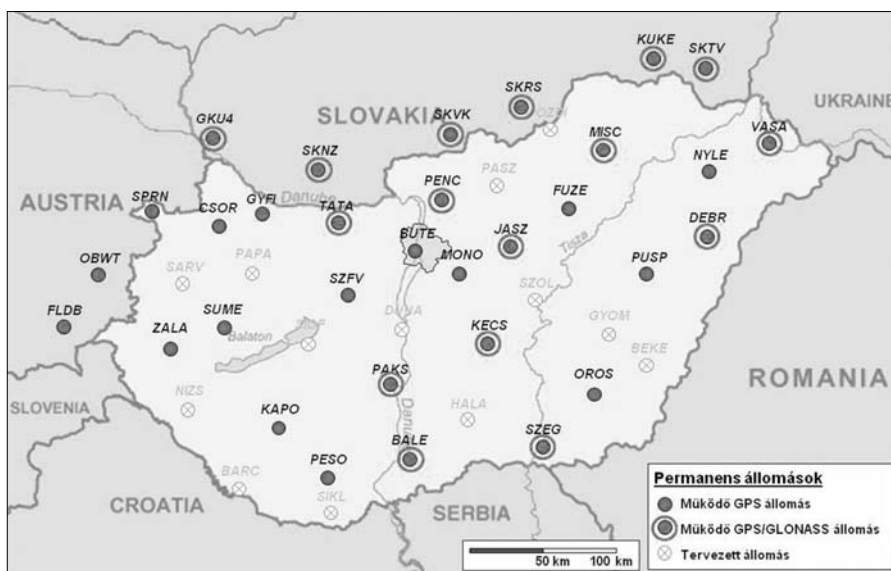 KUKE
SKTV
SKRS
SLOVAKIA
UKRAINE
GKU4
SKVK
VASA
MISC
SKNZ
PASZ
NYLE
PENC
AUSTRIA
SPRN
GYFI
Danube
FUZE
CSOR
TATA
DEBR
BUTE
JASZ
Tisza
MONO
OBWT
SARV
PAPA
PUSP
SZFV
SZOL
FLDB
SUME
GYOM
ZALA
Balaton
KECS
BEKE
PAKS
OROS
ROMANIA
NIZS
SLOVENIA
KAPO
HALA
SZEG
BALE
BARC
PESO
CROATIA
SIKL
SERBIA
50 km 100 km
Permanens állomások
Működő GPS állomás
Működő GPS/GLONASS állomás
Tervezett állomás